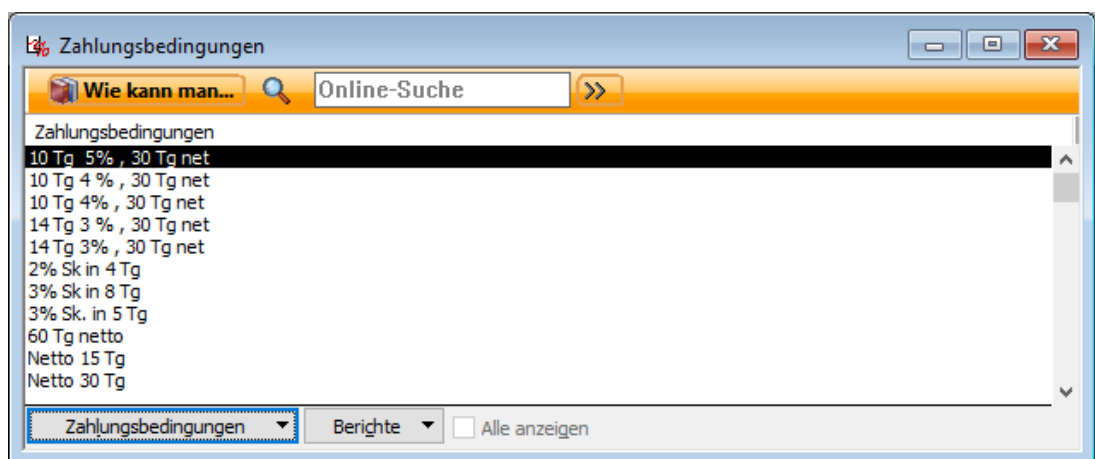 Zahlungsbedingungen
Wie kann man... Online-Suche
Zahlungsbedingungen
10 Tg  5% , 30 Tg net
10 Tg 4 % , 30 Tg net
10 Tg 4% , 30 Tg net
14 Tg 3 % , 30 Tg net
14 Tg 3% , 30 Tg net
2% Sk in 4 Tg
3% Sk in 8 Tg
3% Sk. in 5 Tg
60 Tg netto
Netto 15 Tg
Netto 30 Tg
Zahlungsbedingungen Berichte Alle anzeigen